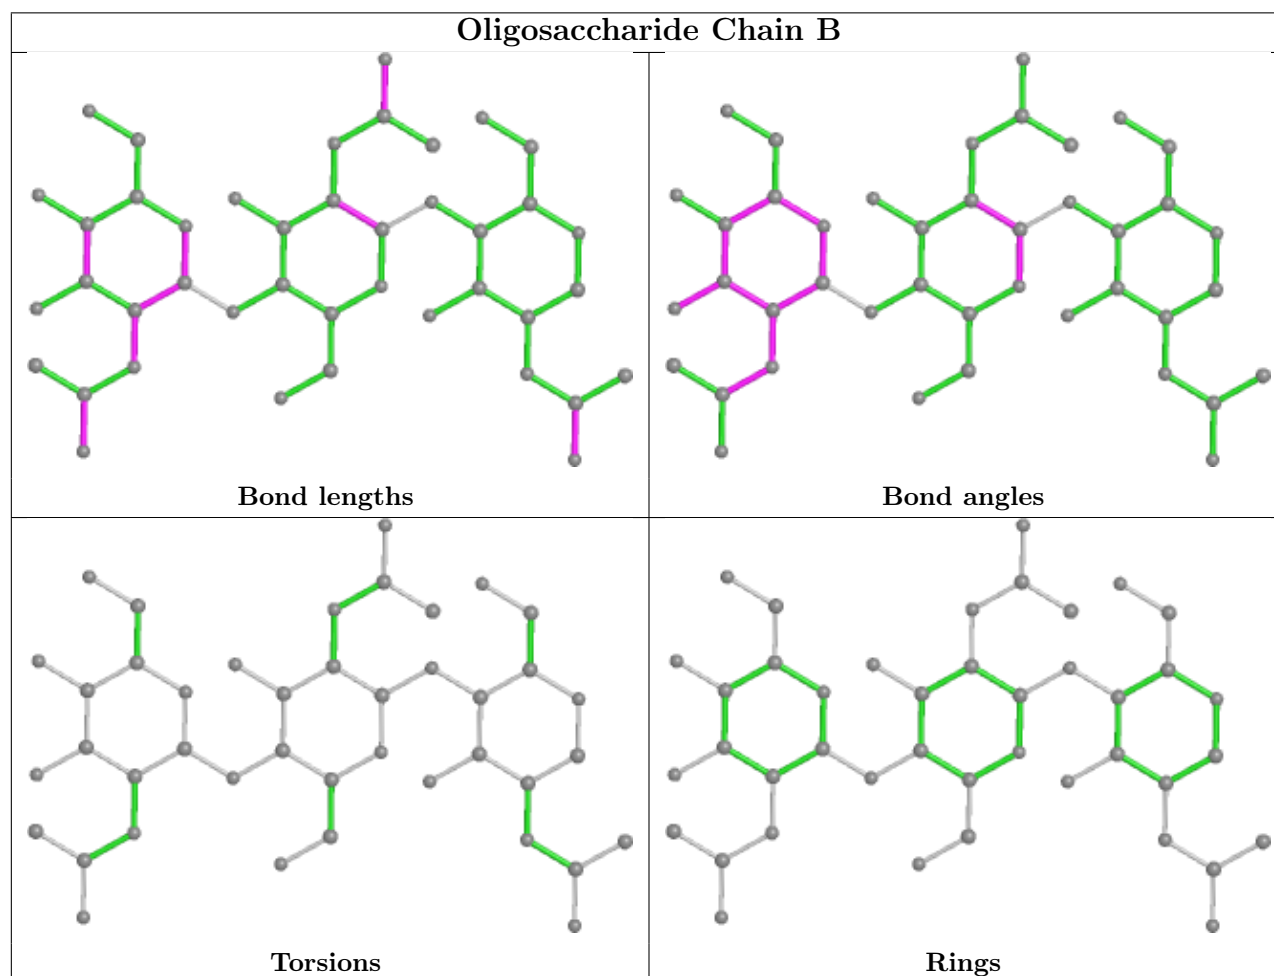 Oligosaccharide Chain B
Bond lengths
Bond angles
Torsions
Rings